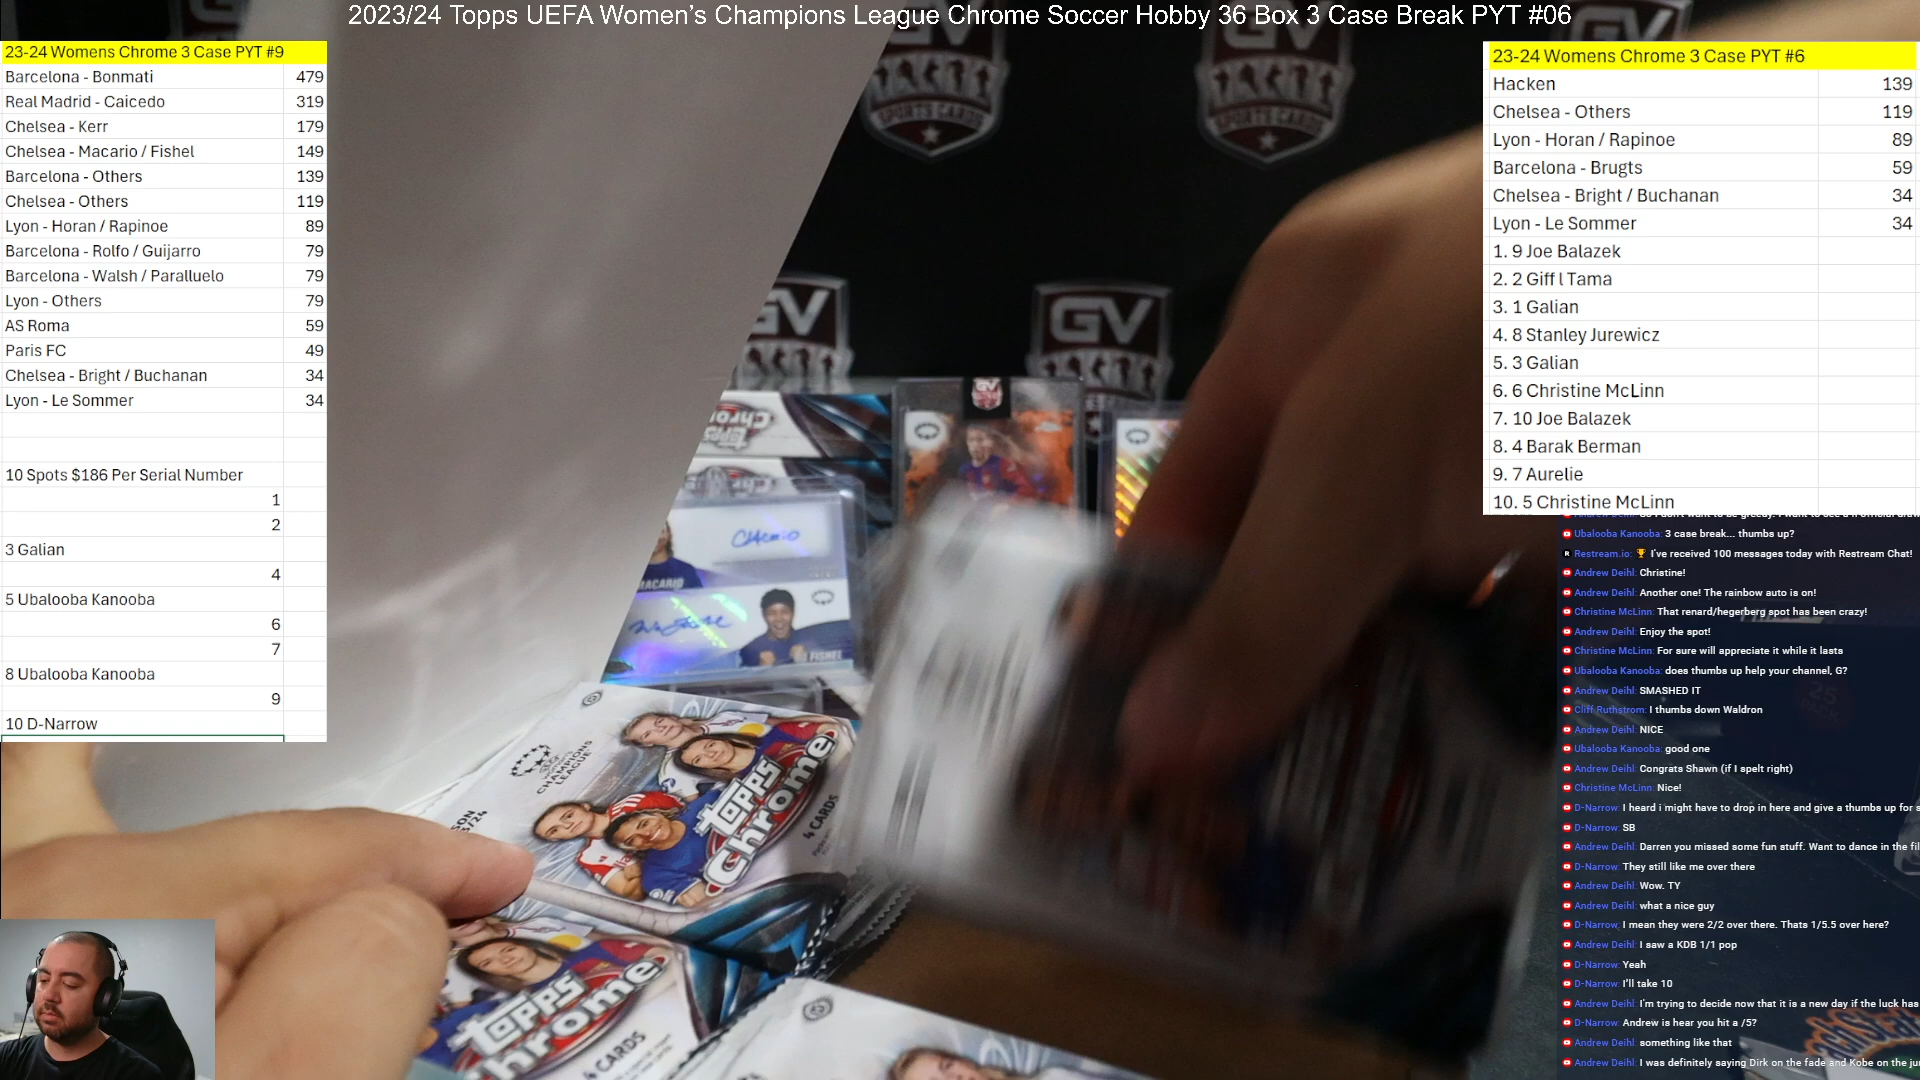 2023/24 Topps UEFA Women's Champions League Chrome Soccer Hobby 36 Box 3 Case Break PYT #06
23-24 Womens Chrome 3 Case PYT #9
Barcelona - Bonmati 479
Real Madrid - Caicedo 319
Chelsea - Kerr 179
Chelsea - Macario / Fishel 149
Barcelona - Others 139
Chelsea - Others 119
Lyon - Horan / Rapinoe 89
Barcelona - Rolfo / Guijarro 79
Barcelona - Walsh / Paralluelo 79
Lyon - Others 79
AS Roma 59
Paris FC 49
Chelsea - Bright / Buchanan 34
Lyon - Le Sommer 34
10 Spots $186 Per Serial Number
1
2
3 Galian
4
5 Ubalooba Kanooba
6
7
8 Ubalooba Kanooba
9
10 D-Narrow
23-24 Womens Chrome 3 Case PYT #6
Hacken 139
Chelsea - Others 119
Lyon - Horan / Rapinoe 89
Barcelona - Brugts 59
Chelsea - Bright / Buchanan 34
Lyon - Le Sommer 34
1. 9 Joe Balazek
2. 2 Giff l Tama
3. 1 Galian
4. 8 Stanley Jurewicz
5. 3 Galian
6. 6 Christine McLinn
7. 10 Joe Balazek
8. 4 Barak Berman
9. 7 Aurelie
10. 5 Christine McLinn
Ubalooba Kanooba: 3 case break... thumbs up?
Restream.io: 🏆 I've received 100 messages today with Restream Chat!
Andrew Deihl: Christine!
Andrew Deihl: Another one! The rainbow auto is on!
Christine McLinn: That renard/hegerberg spot has been crazy!
Andrew Deihl: Enjoy the spot!
Christine McLinn: For sure will appreciate it while it lasts
Ubalooba Kanooba: does thumbs up help your channel, G?
Andrew Deihl: SMASHED IT
Cliff Ruthstrom: I thumbs down Waldron
Andrew Deihl: NICE
Ubalooba Kanooba: good one
Andrew Deihl: Congrats Shawn (if I spelt right)
Christine McLinn: Nice!
D-Narrow: I heard i might have to drop in here and give a thumbs up for
D-Narrow: SB
Andrew Deihl: Darren you missed some fun stuff. Want to dance in the
D-Narrow: They still like me over there
Andrew Deihl: Wow. TY
Andrew Deihl: what a nice guy
D-Narrow: I mean they were 2/2 over there. Thats 1/5.5 over here?
Andrew Deihl: I saw a KDB 1/1 pop
D-Narrow: Yeah
D-Narrow: I'll take 10
Andrew Deihl: I'm trying to decide now that it is a new day if the luck has
D-Narrow: Andrew is hear you hit a /5?
Andrew Deihl: something like that
Andrew Deihl: I was definitely saying Dirk on the fade and Kobe on the
SPORTS CARDS
SPORTS CARDS
GV
GV
GV
MACARIO
FISHEL
CHAMPIONS
LEAGUE
topps
Chrome
4 CARDS
topps
Chrome
4 CARDS